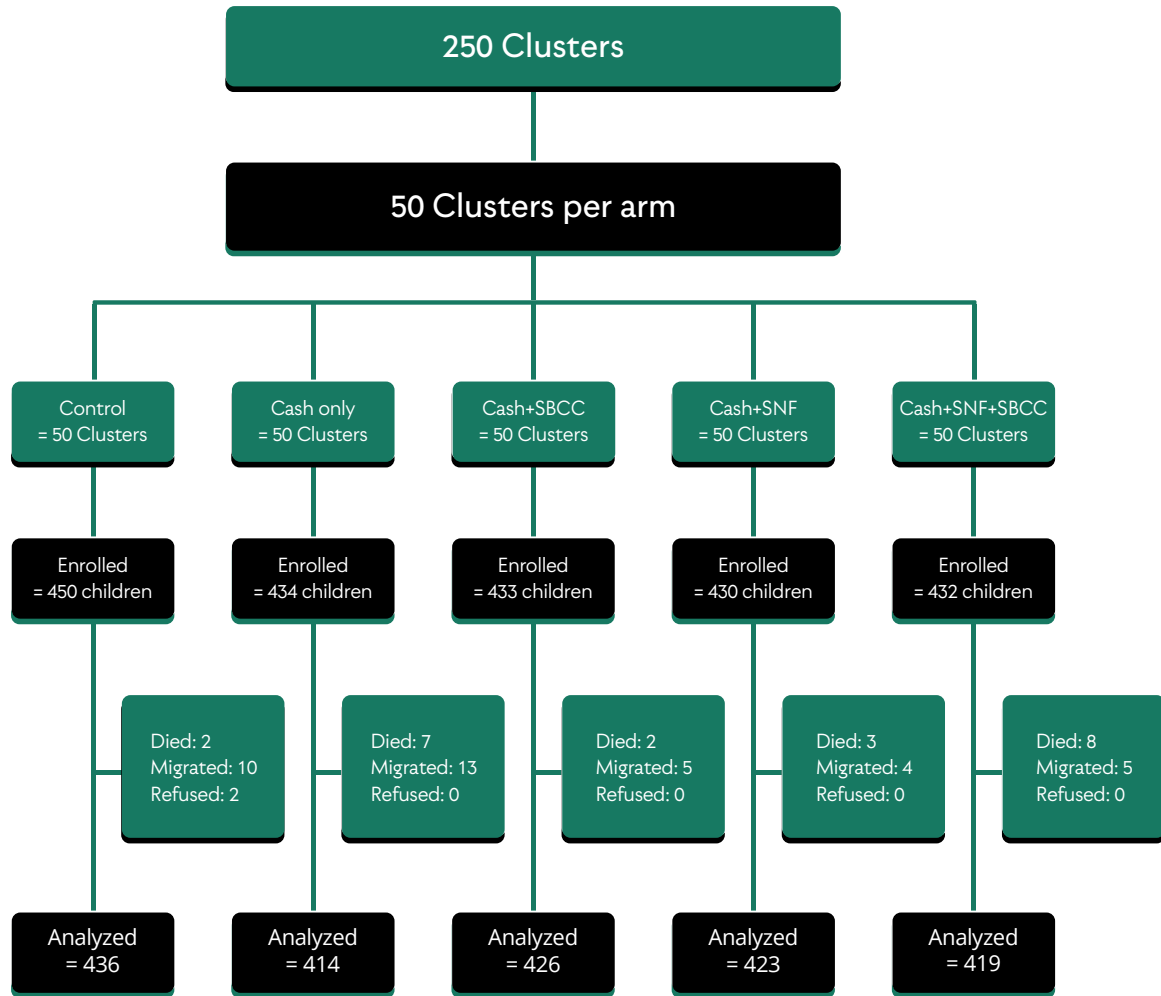 250 Clusters
50 Clusters per arm
Control
= 50 Clusters
Cash only
= 50 Clusters
Cash+SBCC
= 50 Clusters
Cash+SNF
= 50 Clusters
Cash+SNF+SBCC
= 50 Clusters
Enrolled
= 450 children
Enrolled
= 434 children
Enrolled
= 433 children
Enrolled
= 430 children
Enrolled
= 432 children
Died: 2
Migrated: 10
Refused: 2
Died: 7
Migrated: 13
Refused: 0
Died: 2
Migrated: 5
Refused: 0
Died: 3
Migrated: 4
Refused: 0
Died: 8
Migrated: 5
Refused: 0
Analyzed
= 436
Analyzed
= 414
Analyzed
= 426
Analyzed
= 423
Analyzed
= 419